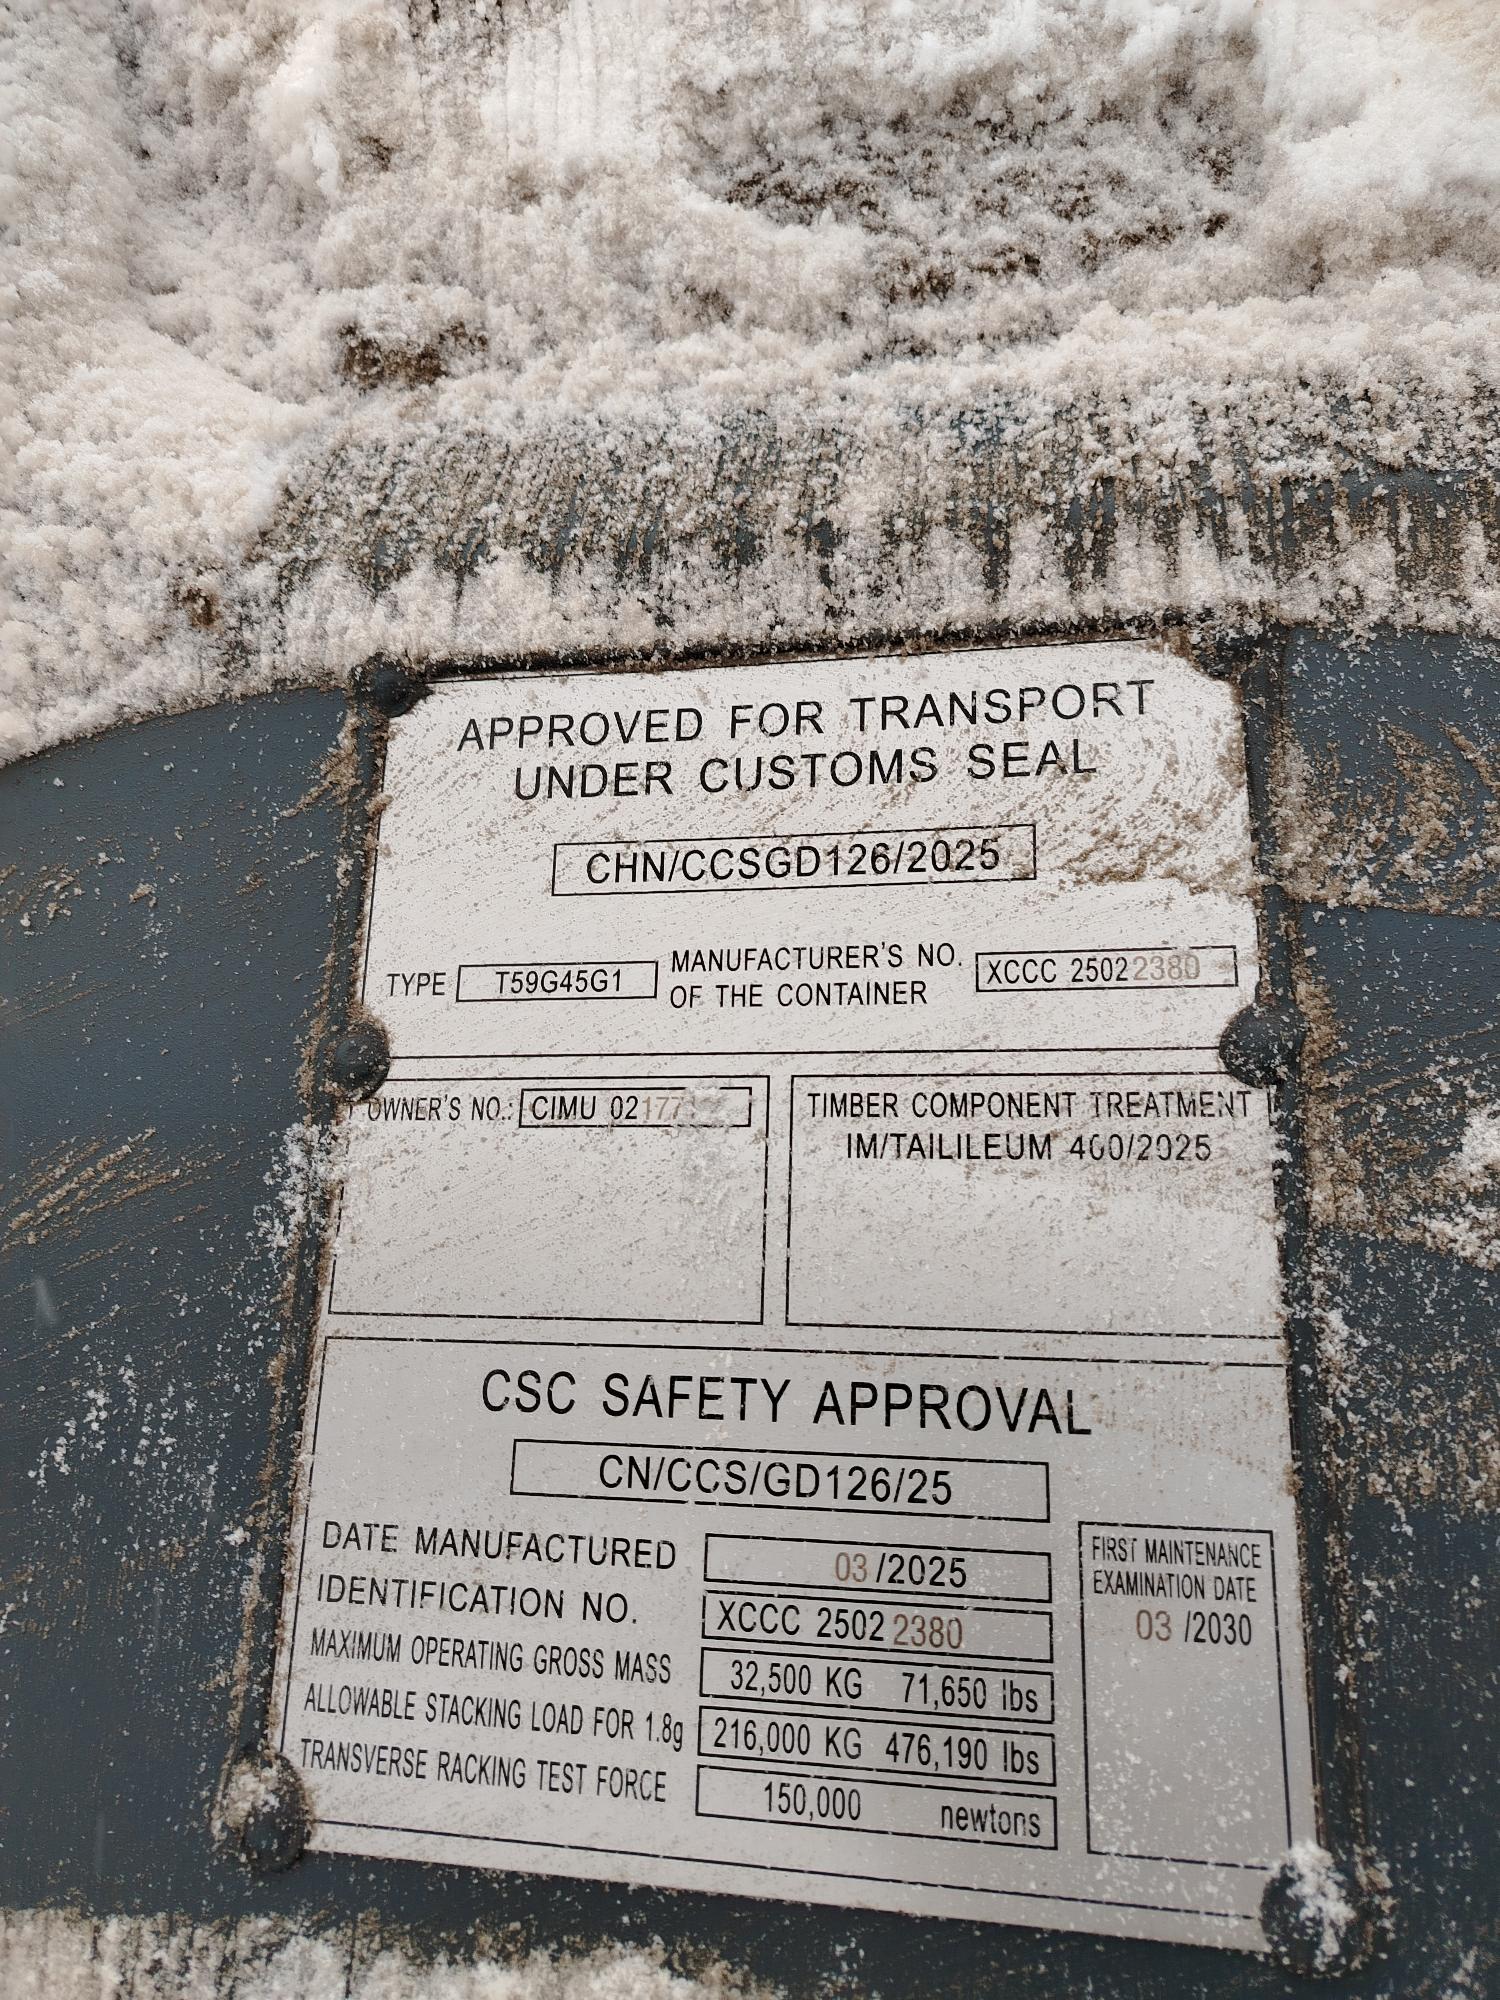 APPROVED FOR TRANSPORT
UNDER CUSTOMS SEAL
CHN/CCSGD126/2025
TYPE T59G45G1 MANUFACTURER'S NO.
OF THE CONTAINER XCCC 25022380
OWNER'S NO.: CIMU 02177
TIMBER COMPONENT TREATMENT
IM/TAILILEUM 400/2025
CSC SAFETY APPROVAL
CN/CCS/GD126/25
DATE MANUFACTURED 03/2025
IDENTIFICATION NO. XCCC 25022380
MAXIMUM OPERATING GROSS MASS 32,500 KG 71,650 lbs
ALLOWABLE STACKING LOAD FOR 1.8g 216,000 KG 476,190 lbs
TRANSVERSE RACKING TEST FORCE 150,000 newtons
FIRST MAINTENANCE
EXAMINATION DATE
03 /2030